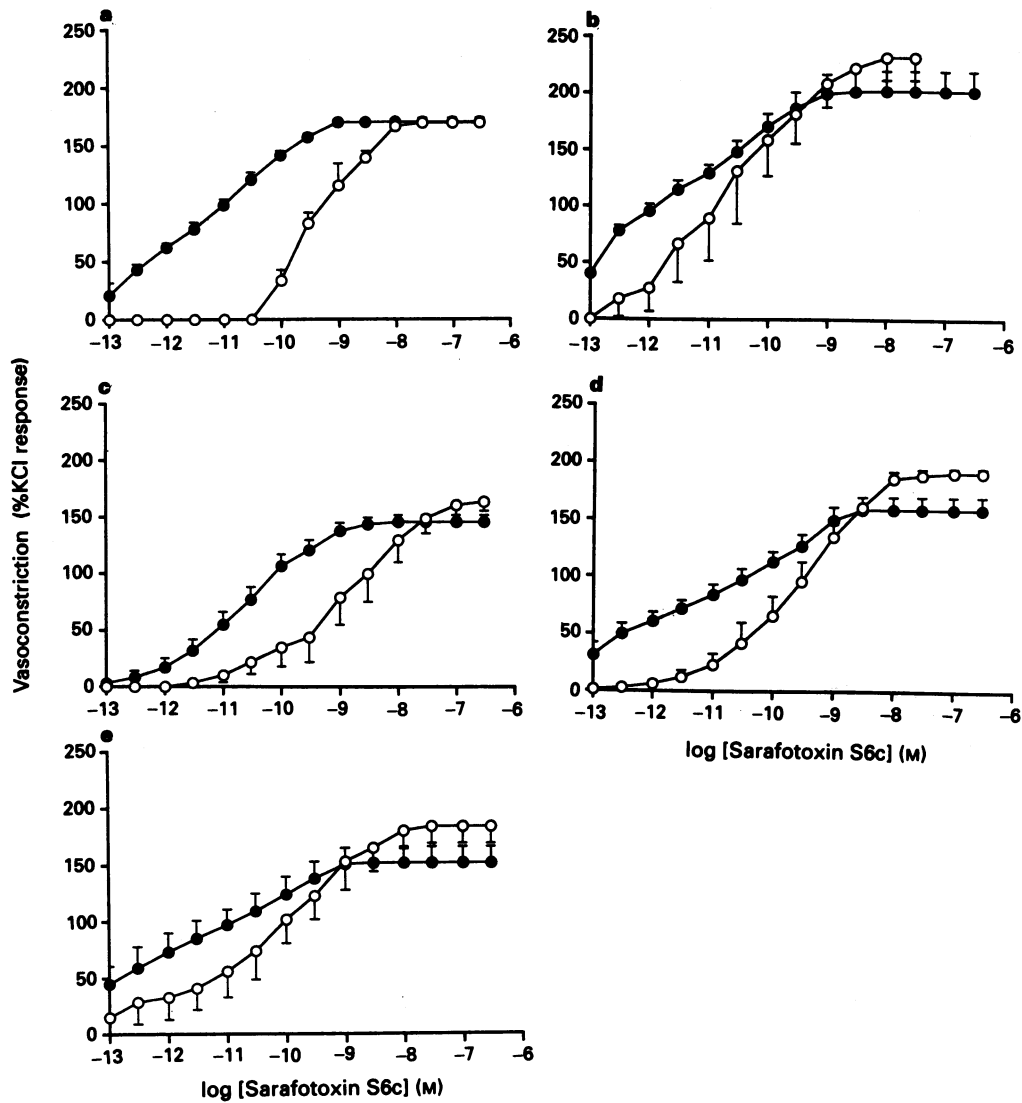 a
250
200
150
100
50
0
–13 –12 –11 –10 –9 –8 –7 –6
b
250
200
150
100
50
0
–13 –12 –11 –10 –9 –8 –7 –6
Vasoconstriction (%KCl response)
c
250
200
150
100
50
0
–13 –12 –11 –10 –9 –8 –7 –6
d
250
200
150
100
50
0
–13 –12 –11 –10 –9 –8 –7 –6
log [Sarafotoxin S6c] (M)
e
250
200
150
100
50
0
–13 –12 –11 –10 –9 –8 –7 –6
log [Sarafotoxin S6c] (M)